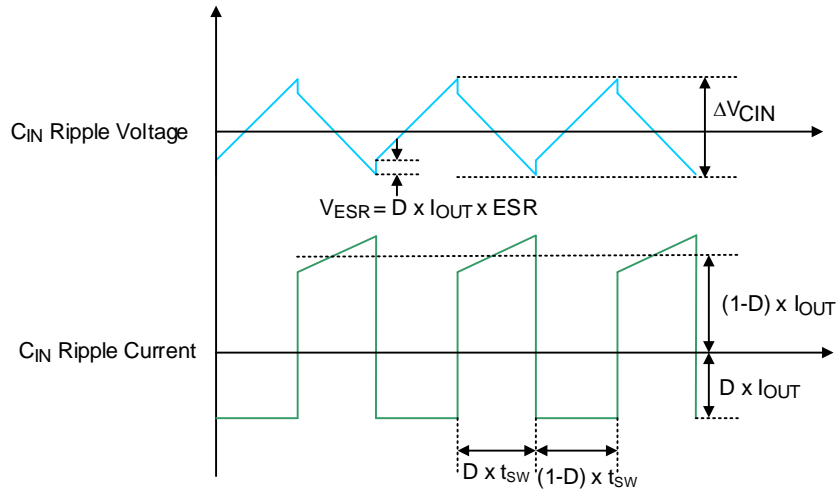 CIN Ripple Voltage
ΔVCIN
VESR = D x IOUT x ESR
(1-D) x IOUT
CIN Ripple Current
D x IOUT
D x tSW
(1-D) x tSW